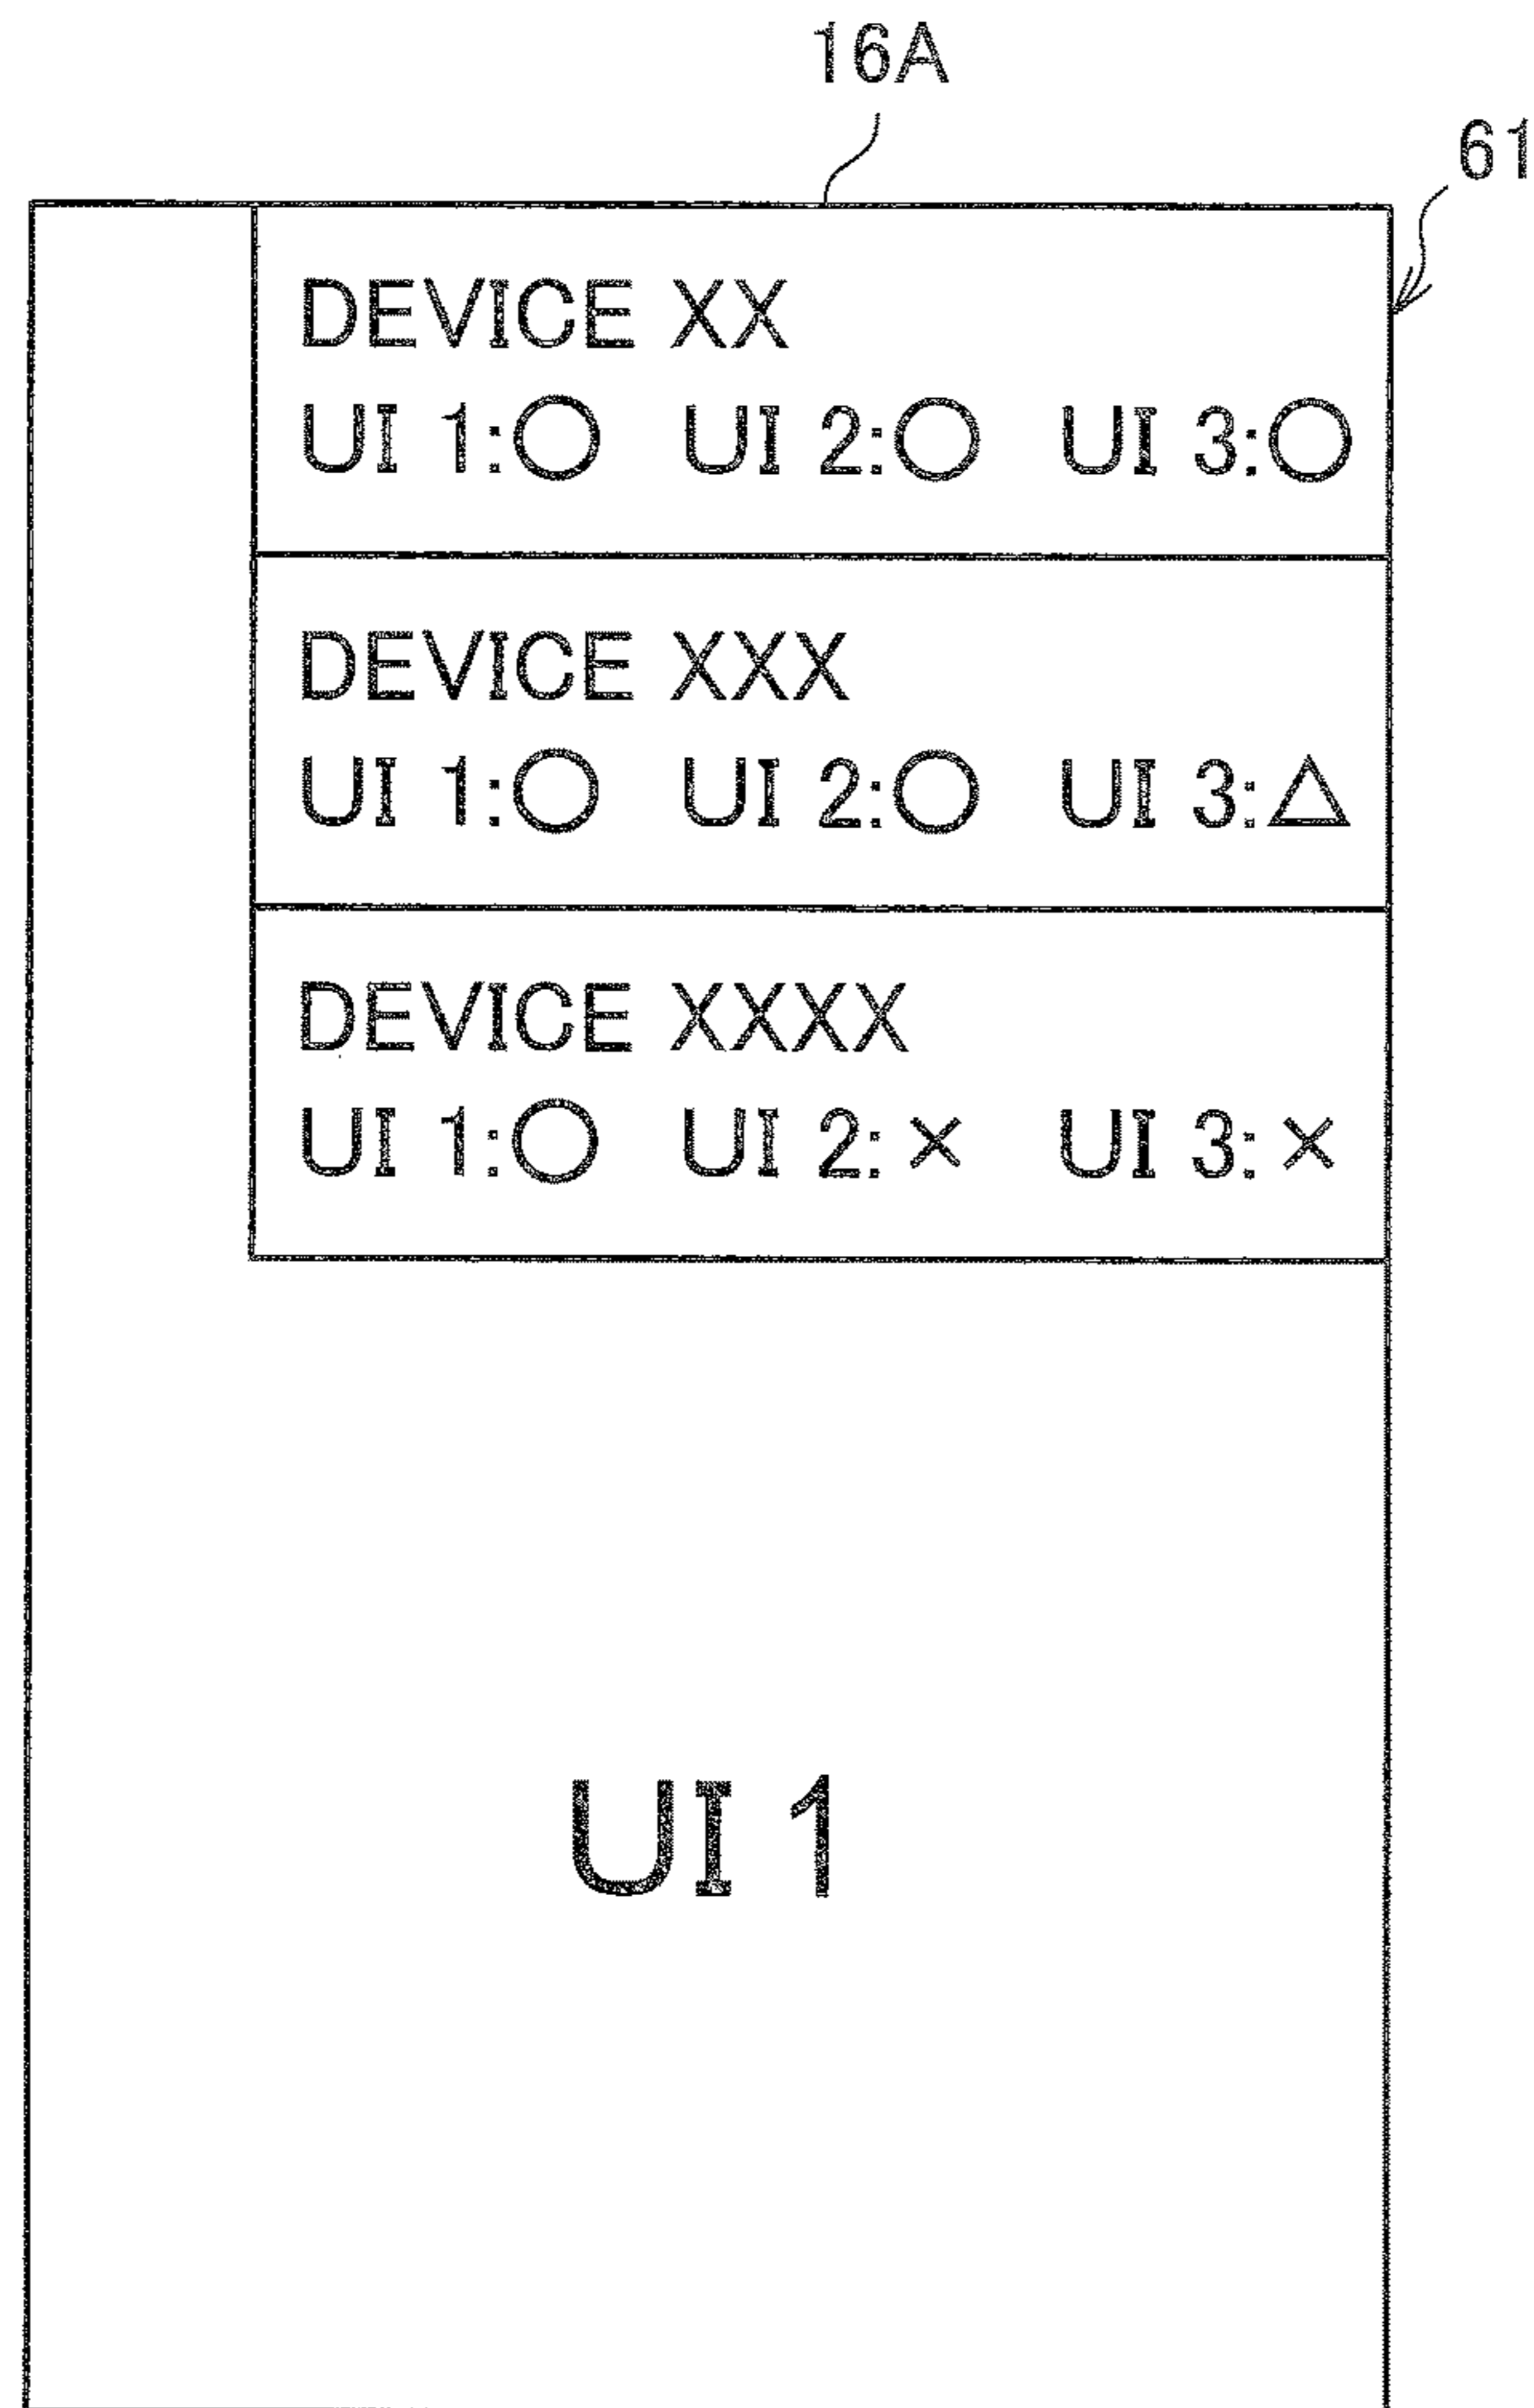 16A
61
DEVICE XX
UI 1:○ UI 2:○ UI 3:○
DEVICE XXX
UI 1:○ UI 2:○ UI 3:△
DEVICE XXXX
UI 1:○ UI 2:× UI 3:×
UI 1